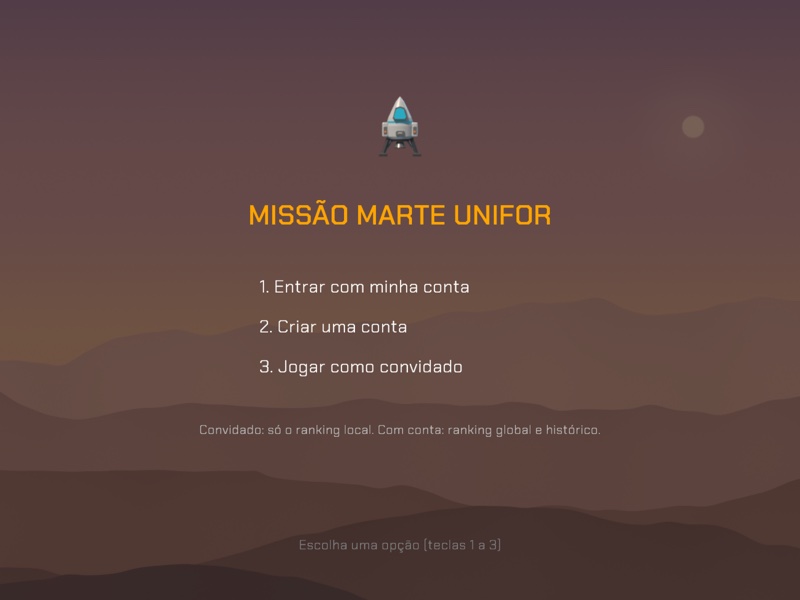 MISSÃO MARTE UNIFOR
1. Entrar com minha conta
2. Criar uma conta
3. Jogar como convidado
Convidado: só o ranking local. Com conta: ranking global e histórico.
Escolha uma opção (teclas 1 a 3)